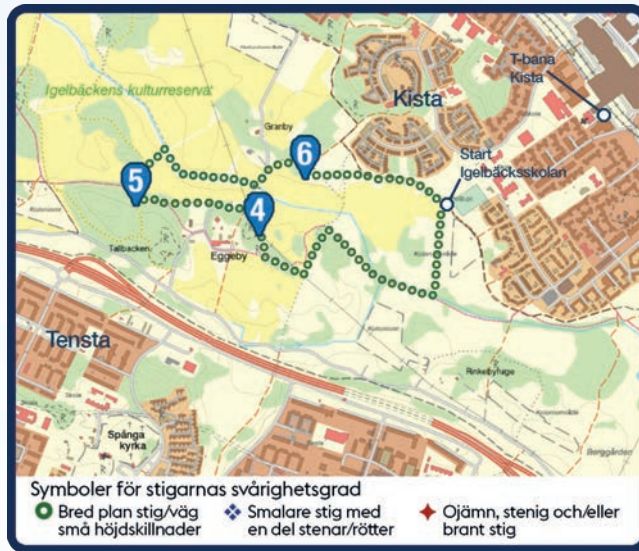 Igelbäckens kulturreservat
T-bana
Kista
Kista
Granby
Start
Igelbäcksskolan
6
5
4
Tallbacken
Eggeby
Tensta
Rinkebyfuge
Spånga
kyrka
Berggården
Symboler för stigarnas svårighetsgrad
Bred plan stig/väg
små höjdskillnader
Smalare stig med
en del stenar/rötter
Ojämn, stenig och/eller
brant stig